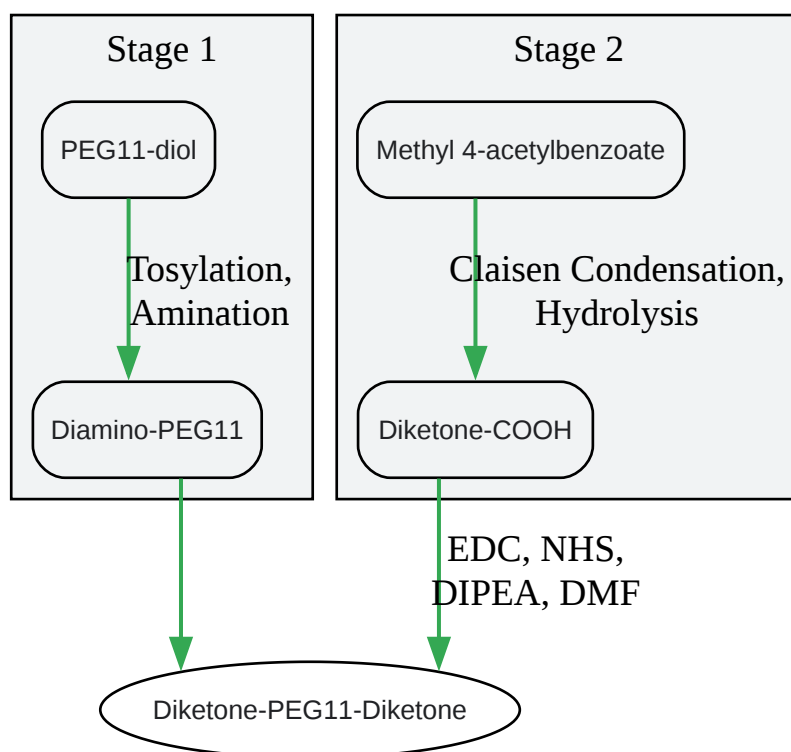 Stage 1
PEG11-diol
Tosylation,
Amination
Diamino-PEG11
Stage 2
Methyl 4-acetylbenzoate
Claisen Condensation,
Hydrolysis
Diketone-COOH
EDC, NHS,
DIPEA, DMF
Diketone-PEG11-Diketone